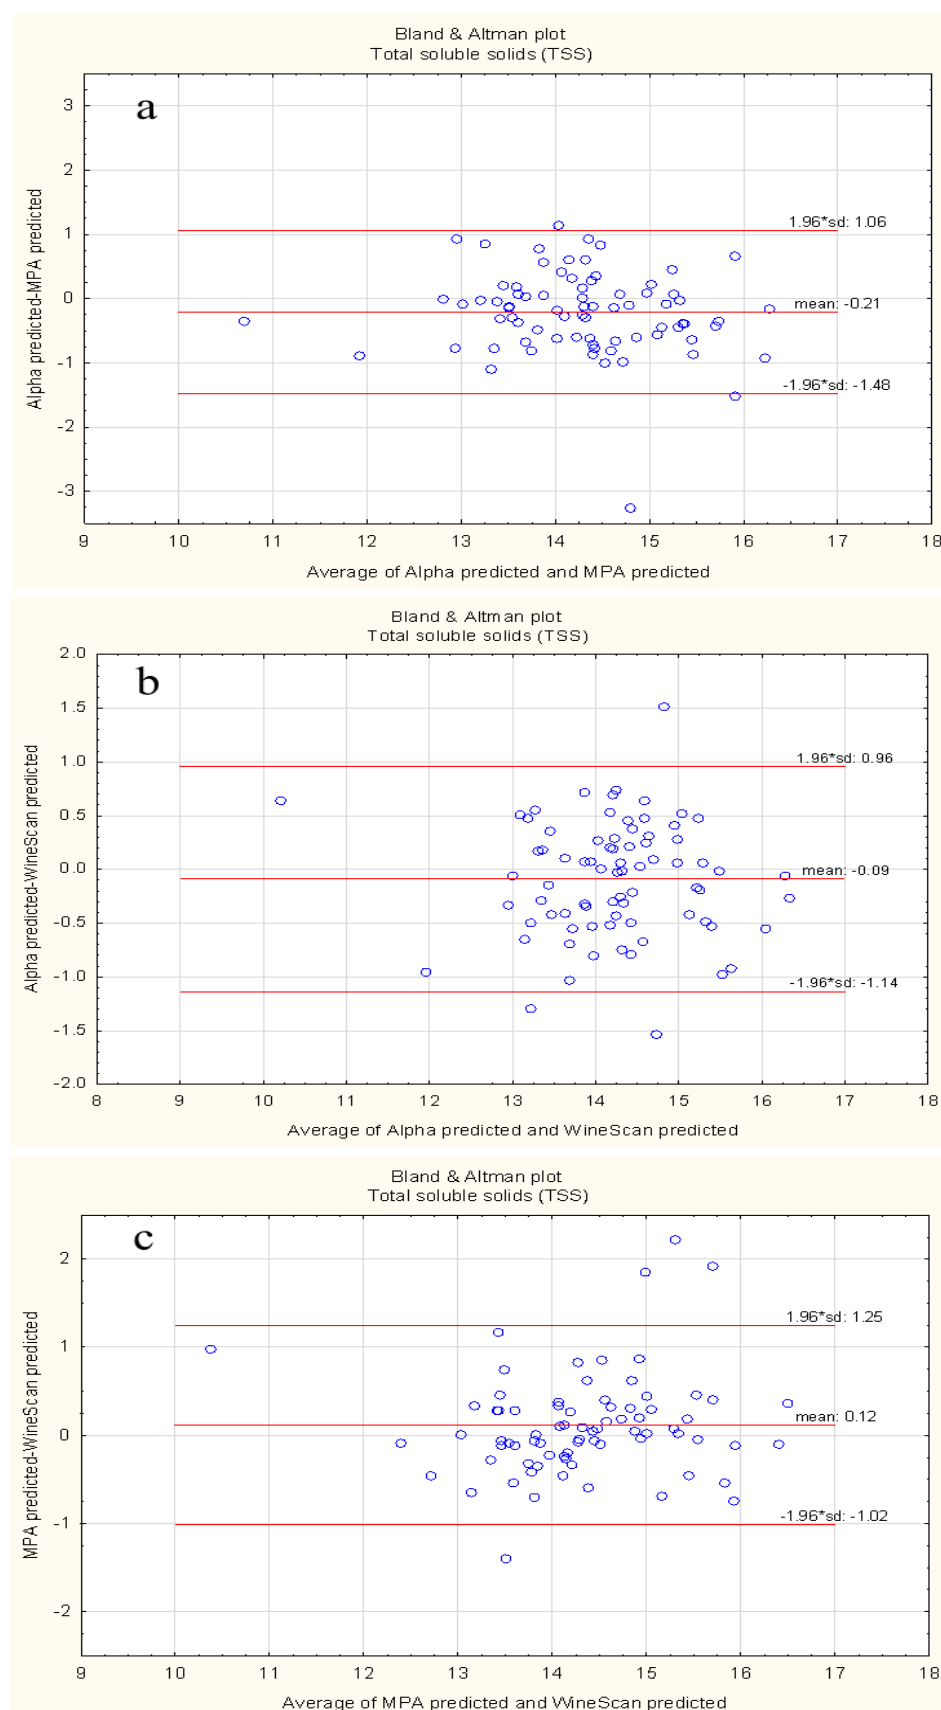 Bland & Altman plot
Total soluble solids (TSS)
a
3
2
1
0
-1
-2
-3
1.96*sd: 1.06
mean: -0.21
-1.96*sd: -1.48
Alpha predicted-MPA predicted
9 10 11 12 13 14 15 16 17 18
Average of Alpha predicted and MPA predicted
Bland & Altman plot
Total soluble solids (TSS)
b
2.0
1.5
1.0
0.5
0.0
-0.5
-1.0
-1.5
-2.0
1.96*sd: 0.96
mean: -0.09
-1.96*sd: -1.14
Alpha predicted-WineScan predicted
8 9 10 11 12 13 14 15 16 17 18
Average of Alpha predicted and WineScan predicted
Bland & Altman plot
Total soluble solids (TSS)
c
2
1
0
-1
-2
1.96*sd: 1.25
mean: 0.12
-1.96*sd: -1.02
MPA predicted-WineScan predicted
9 10 11 12 13 14 15 16 17 18
Average of MPA predicted and WineScan predicted